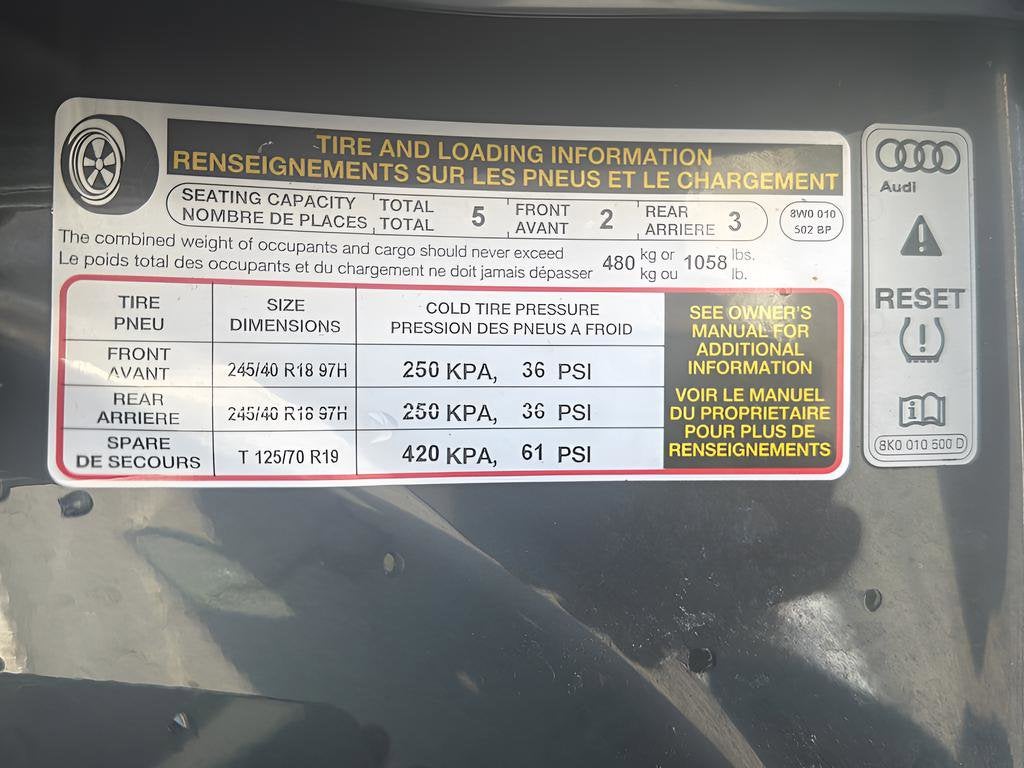 TIRE AND LOADING INFORMATION
RENSEIGNEMENTS SUR LES PNEUS ET LE CHARGEMENT
SEATING CAPACITY TOTAL 5 FRONT 2 REAR 3
NOMBRE DE PLACES TOTAL AVANT ARRIERE
8W0 010
502 BP
The combined weight of occupants and cargo should never exceed 480 kg or 1058 lbs.
Le poids total des occupants et du chargement ne doit jamais dépasser kg ou lb.
TIRE SIZE COLD TIRE PRESSURE
PNEU DIMENSIONS PRESSION DES PNEUS A FROID
FRONT
AVANT 245/40 R18 97H 250 KPA, 36 PSI
REAR
ARRIERE 245/40 R18 97H 250 KPA, 36 PSI
SPARE
DE SECOURS T 125/70 R19 420 KPA, 61 PSI
SEE OWNER'S
MANUAL FOR
ADDITIONAL
INFORMATION
VOIR LE MANUEL
DU PROPRIETAIRE
POUR PLUS DE
RENSEIGNEMENTS
Audi
RESET
8K0 010 500 D